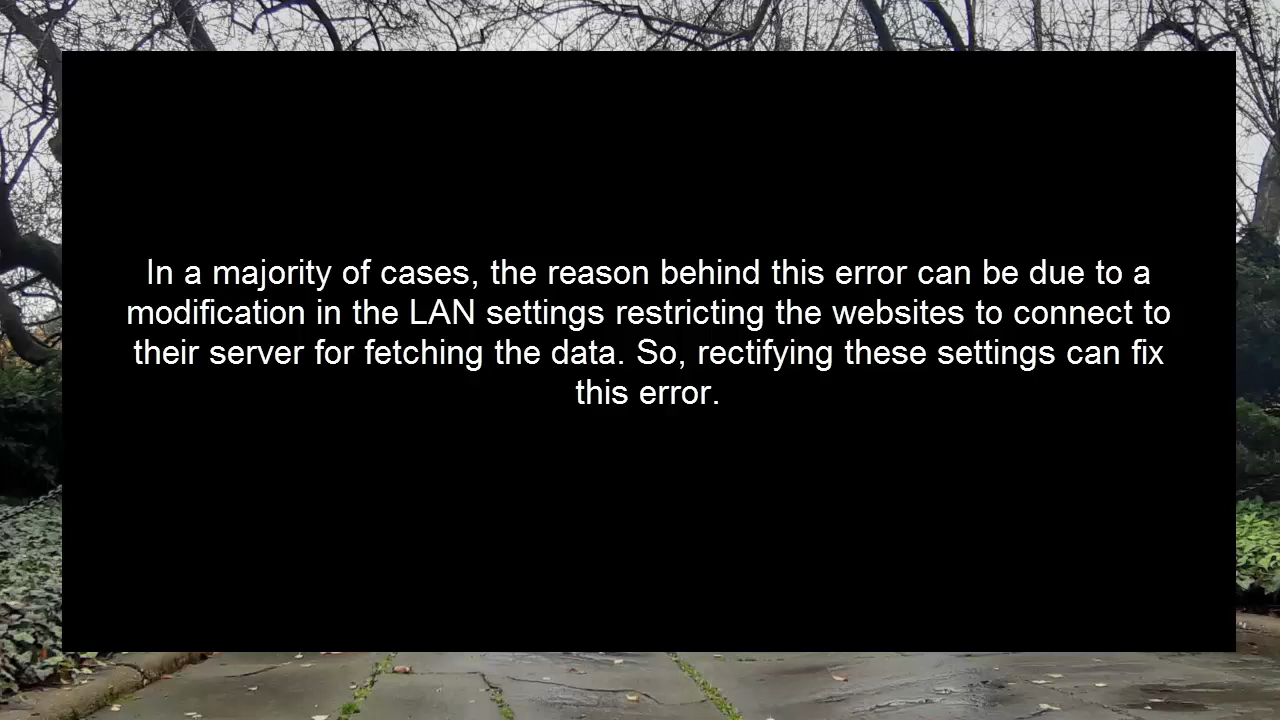 In a majority of cases, the reason behind this error can be due to a
modification in the LAN settings restricting the websites to connect to
their server for fetching the data. So, rectifying these settings can fix
this error.